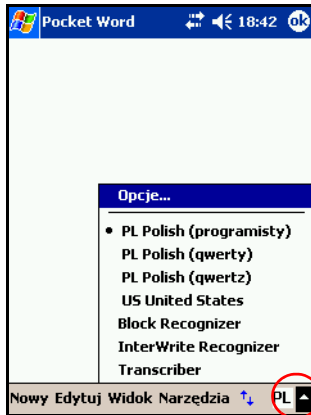 Pocket Word 18:42 ok
Opcje...
• PL Polish (programisty)
PL Polish (qwerty)
PL Polish (qwertz)
US United States
Block Recognizer
InterWrite Recognizer
Transcriber
Nowy Edytuj Widok Narzędzia PL